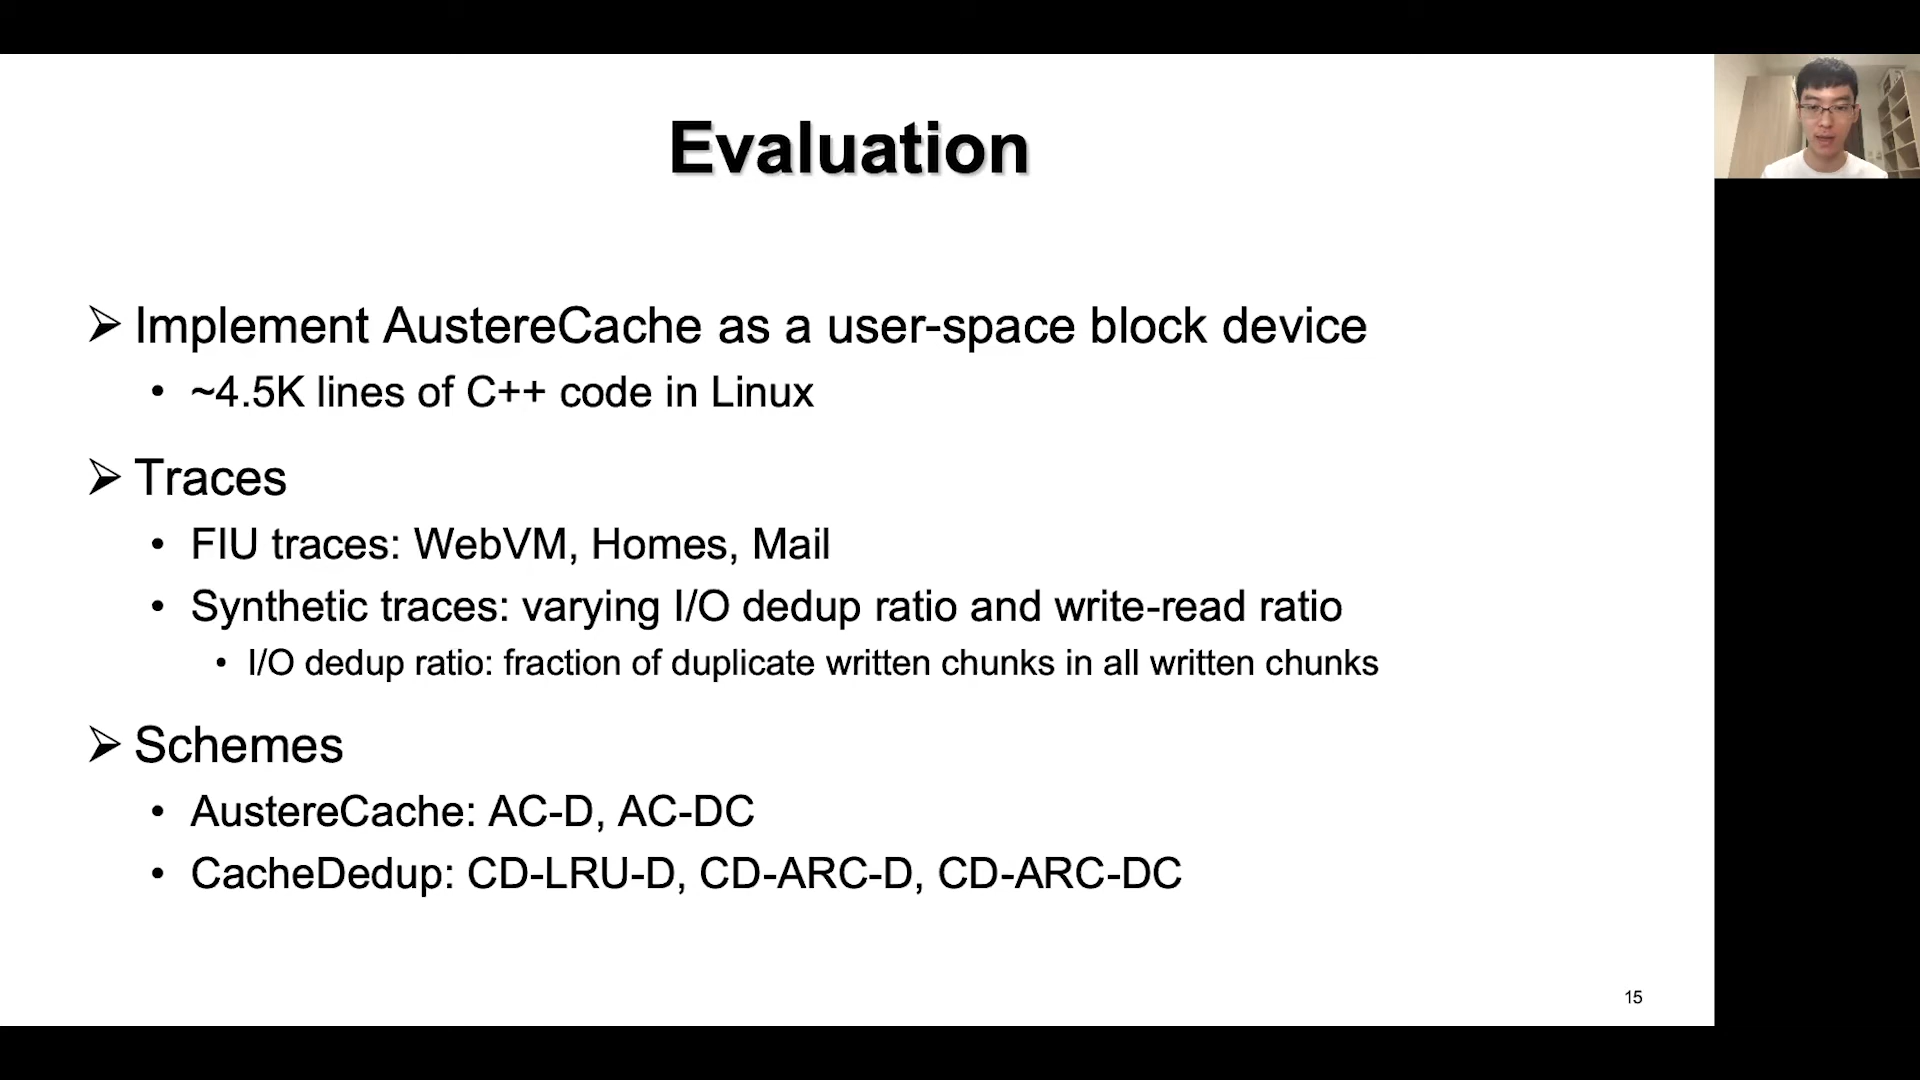 Evaluation
➢ Implement AustereCache as a user-space block device
• ~4.5K lines of C++ code in Linux
➢ Traces
• FIU traces: WebVM, Homes, Mail
• Synthetic traces: varying I/O dedup ratio and write-read ratio
• I/O dedup ratio: fraction of duplicate written chunks in all written chunks
➢ Schemes
• AustereCache: AC-D, AC-DC
• CacheDedup: CD-LRU-D, CD-ARC-D, CD-ARC-DC
15